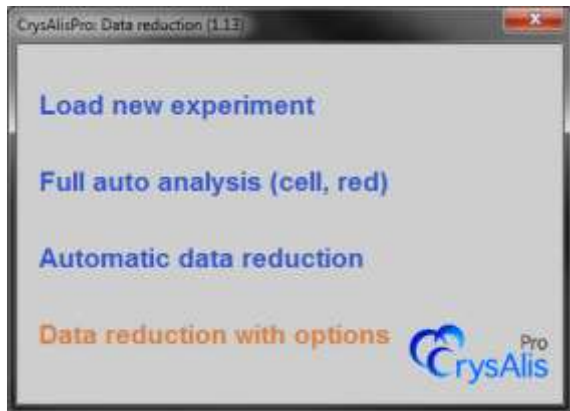 CrysAlisPro: Data reduction (1.13)
Load new experiment
Full auto analysis (cell, red)
Automatic data reduction
Data reduction with options
Pro
CrysAlis